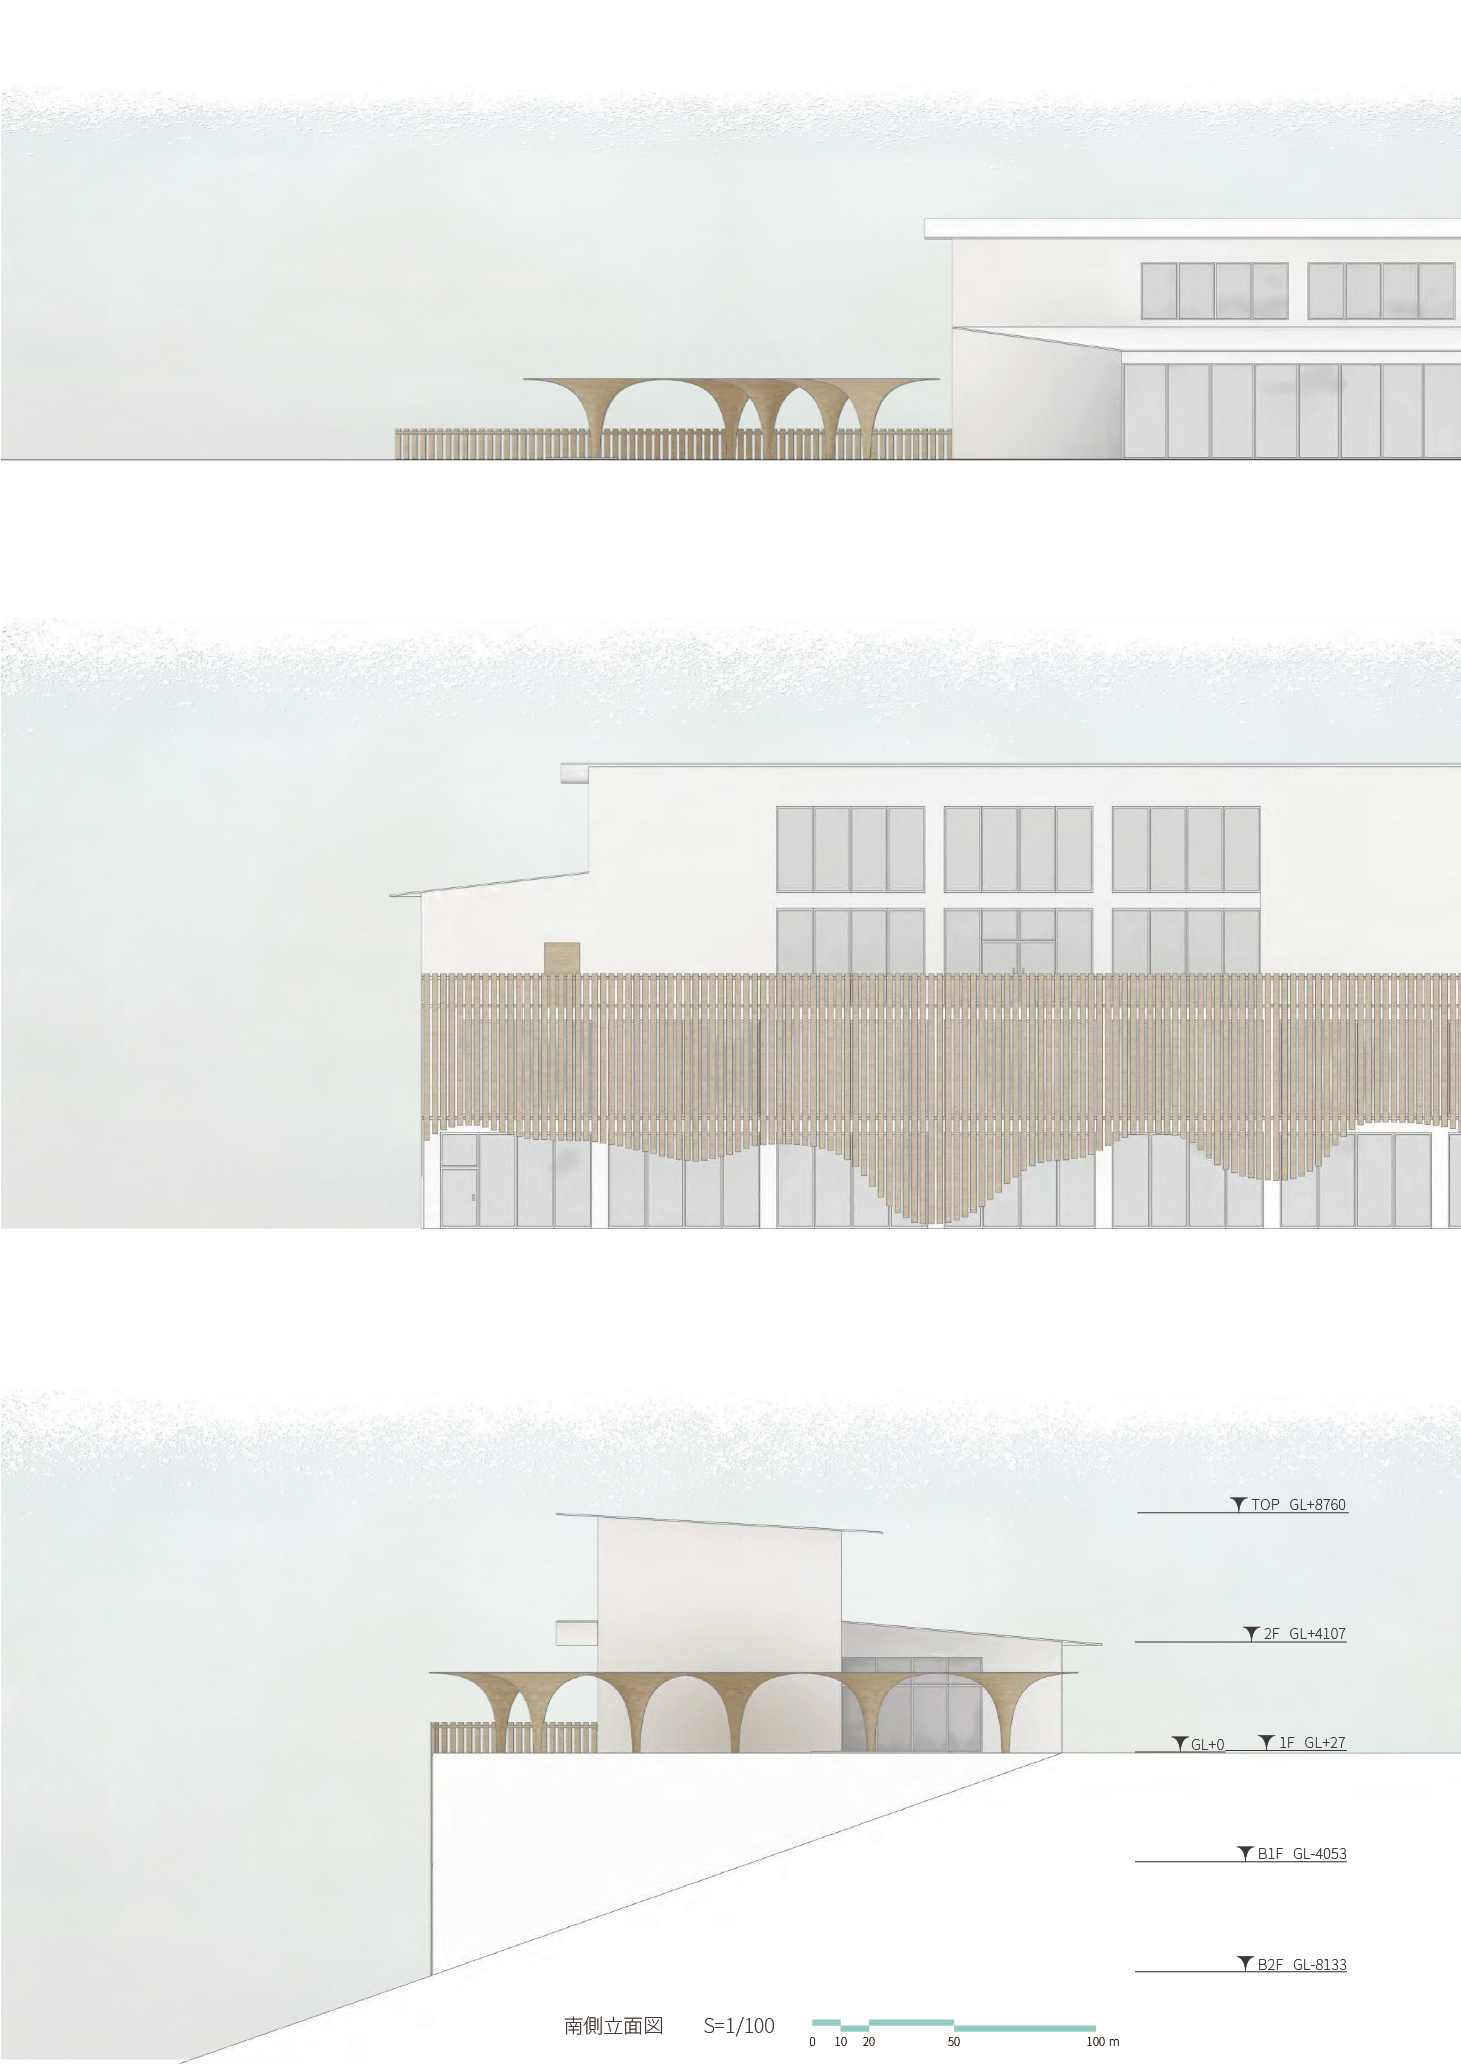 TOP GL+8760
2F GL+4107
GL+0 1F GL+27
B1F GL-4053
B2F GL-8133
南側立面図 S=1/100
0 10 20 50 100 m